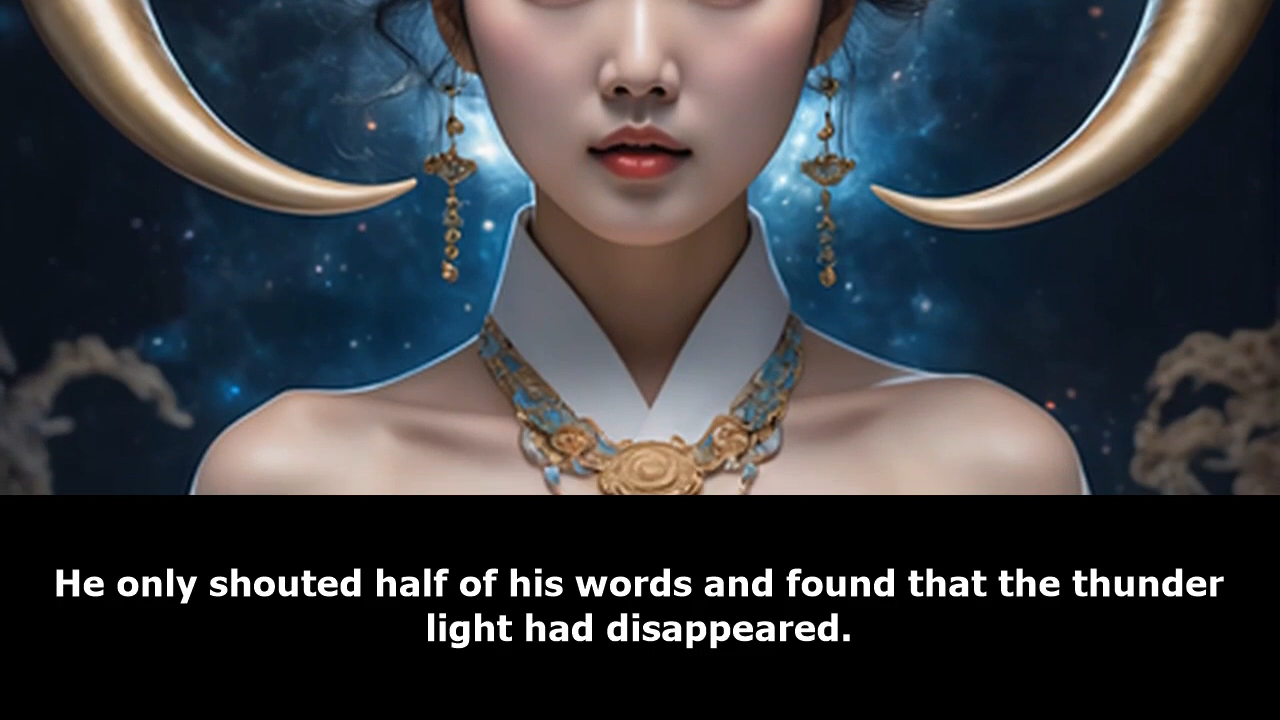 He only shouted half of his words and found that the thunder
light had disappeared.